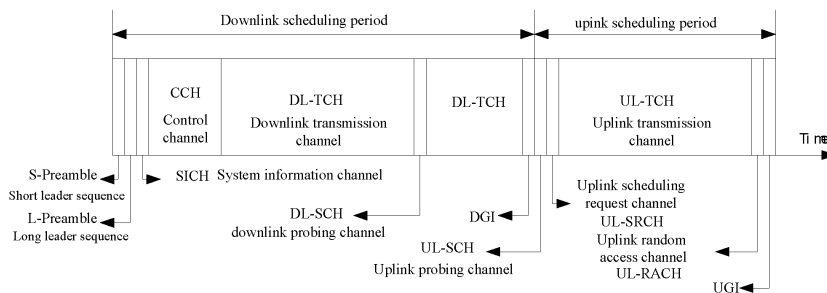 Downlink scheduling period
upink scheduling period
CCH
Control
channel
DL-TCH
Downlink transmission
channel
DL-TCH
UL-TCH
Uplink transmission
channel
Time
S-Preamble
Short leader sequence
L-Preamble
Long leader sequence
SICH System information channel
DL-SCH
downlink probing channel
DGI
UL-SCH
Uplink probing channel
Uplink scheduling
request channel
UL-SRCH
Uplink random
access channel
UL-RACH
UGI